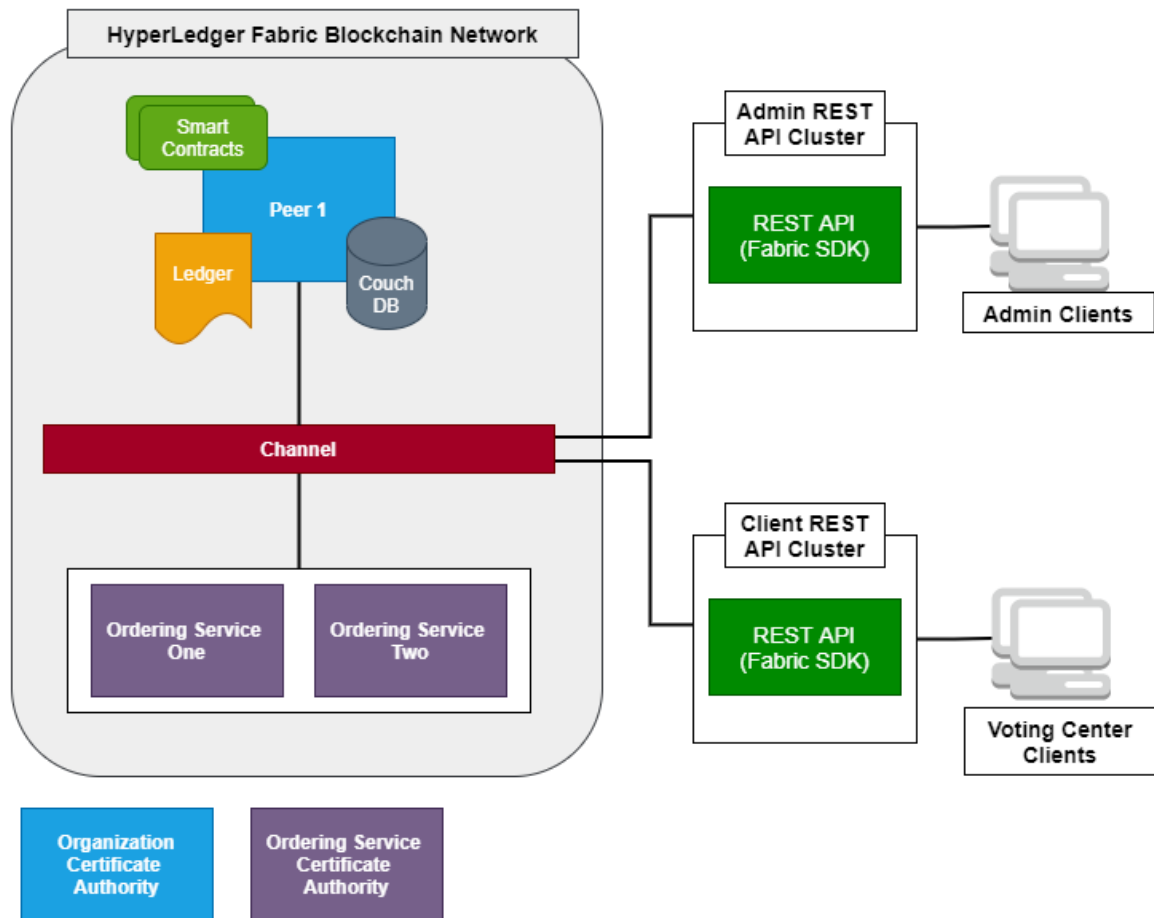 HyperLedger Fabric Blockchain Network
Smart
Contracts
Peer 1
Ledger
Couch
DB
Channel
Ordering Service
One
Ordering Service
Two
Admin REST
API Cluster
REST API
(Fabric SDK)
Admin Clients
Client REST
API Cluster
REST API
(Fabric SDK)
Voting Center
Clients
Organization
Certificate
Authority
Ordering Service
Certificate
Authority